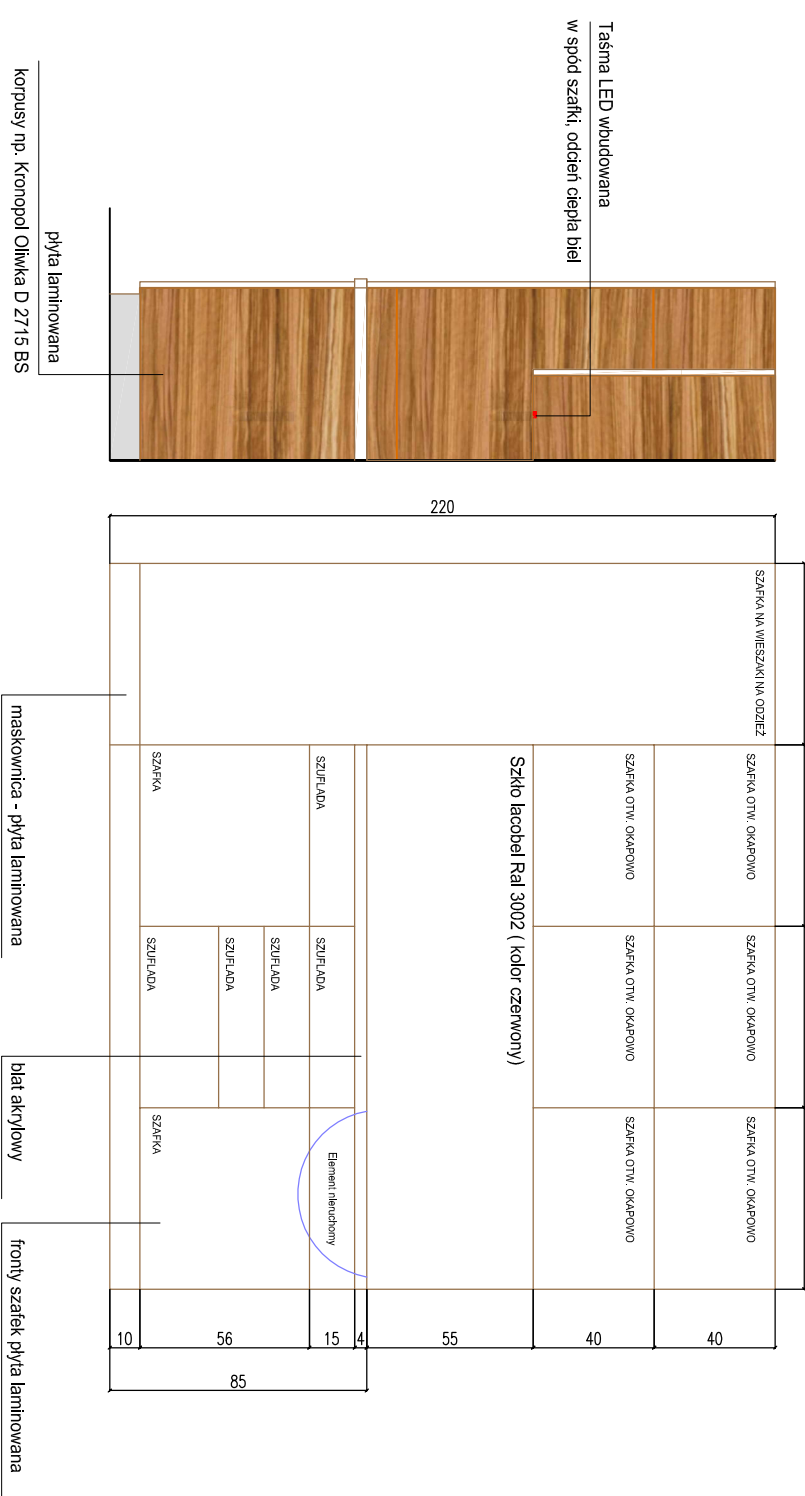 Taśma LED wbudowana
w spód szafki, odcień ciepła biel
płyta laminowana
korpusy np. Kronopol Oliwka D 2715 BS
220
SZAFKA NA WIESZAKI NA ODZIEŻ
SZAFKA OTW. OKAPOWO
SZAFKA OTW. OKAPOWO
SZAFKA OTW. OKAPOWO
SZAFKA OTW. OKAPOWO
SZAFKA OTW. OKAPOWO
SZAFKA OTW. OKAPOWO
Szkło lacobel Ral 3002 ( kolor czerwony)
SZUFLADA
SZUFLADA
Element nieruchomy
SZAFKA
SZUFLADA
SZUFLADA
SZUFLADA
SZAFKA
40
40
55
4
15
56
10
85
maskownica - płyta laminowana
blat akrylowy
fronty szafek płyta laminowana